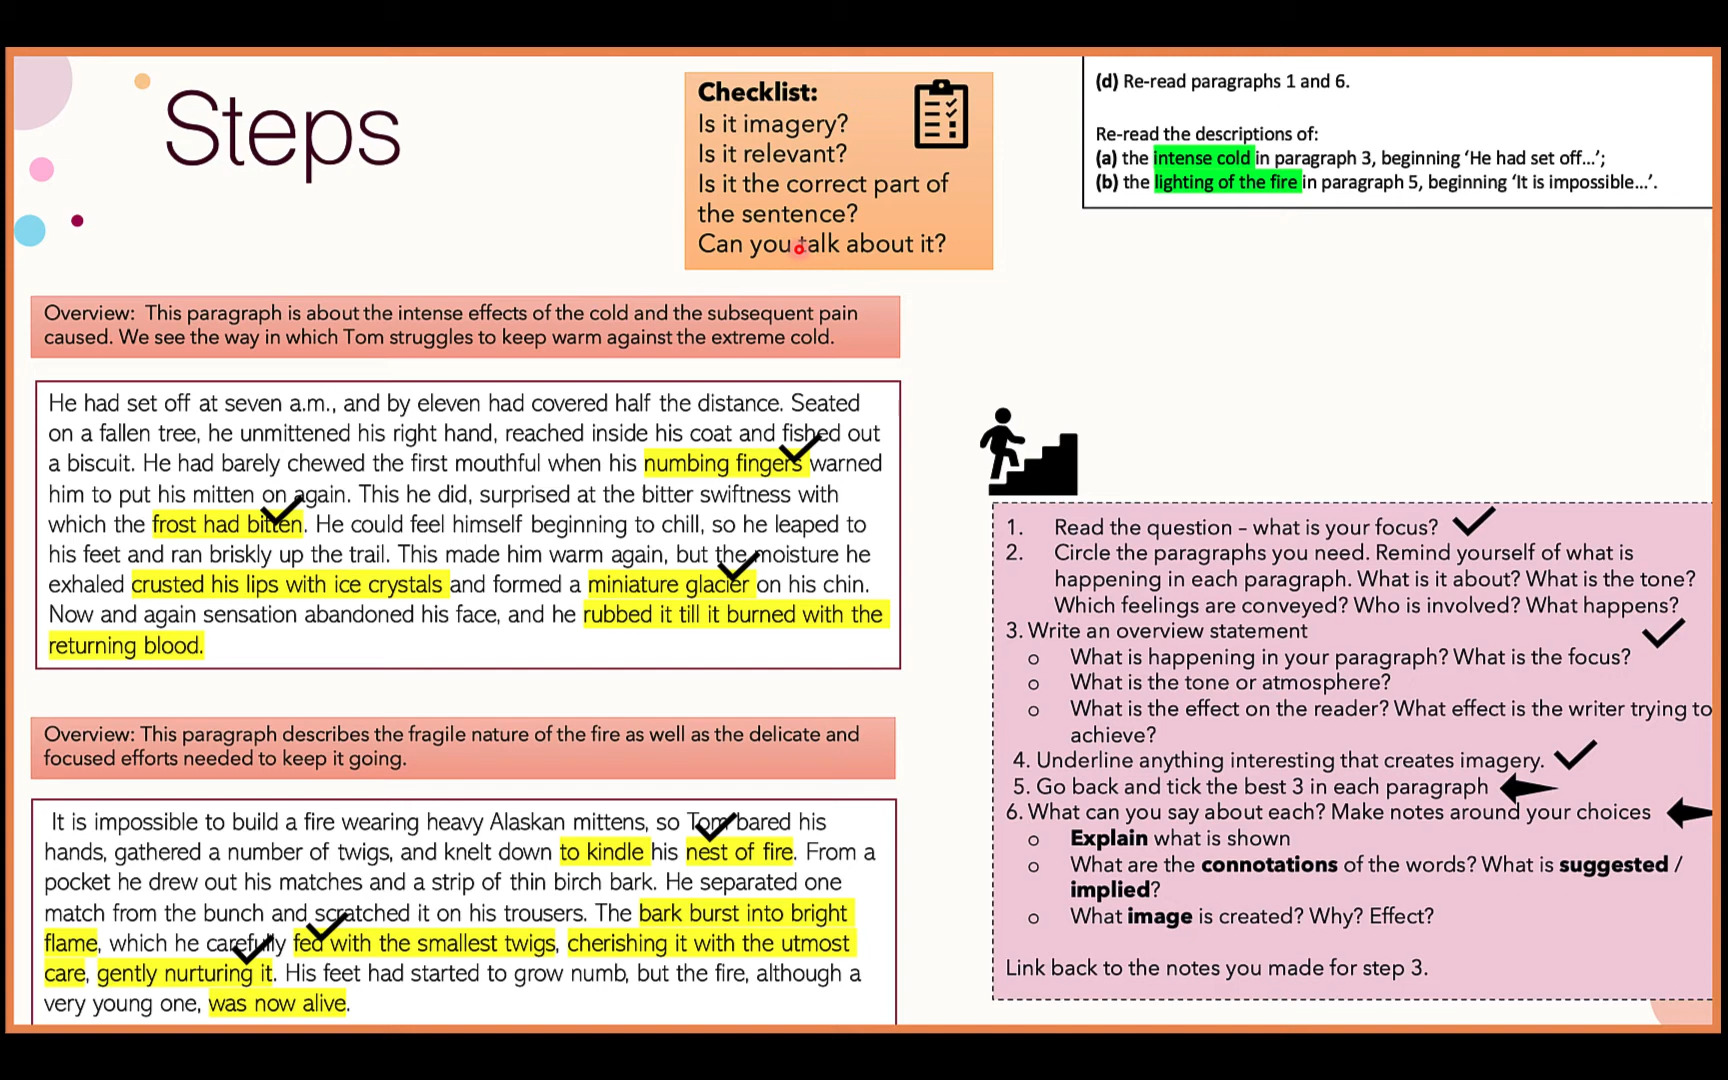 Steps
Checklist:
Is it imagery?
Is it relevant?
Is it the correct part of
the sentence?
Can you talk about it?
(d) Re-read paragraphs 1 and 6.
Re-read the descriptions of:
(a) the intense cold in paragraph 3, beginning ‘He had set off...’;
(b) the lighting of the fire in paragraph 5, beginning ‘It is impossible...’.
Overview: This paragraph is about the intense effects of the cold and the subsequent pain
caused. We see the way in which Tom struggles to keep warm against the extreme cold.
He had set off at seven a.m., and by eleven had covered half the distance. Seated
on a fallen tree, he unmittened his right hand, reached inside his coat and fished out
a biscuit. He had barely chewed the first mouthful when his numbing fingers warned
him to put his mitten on again. This he did, surprised at the bitter swiftness with
which the frost had bitten. He could feel himself beginning to chill, so he leaped to
his feet and ran briskly up the trail. This made him warm again, but the moisture he
exhaled crusted his lips with ice crystals and formed a miniature glacier on his chin.
Now and again sensation abandoned his face, and he rubbed it till it burned with the
returning blood.
Overview: This paragraph describes the fragile nature of the fire as well as the delicate and
focused efforts needed to keep it going.
It is impossible to build a fire wearing heavy Alaskan mittens, so Tom bared his
hands, gathered a number of twigs, and knelt down to kindle his nest of fire. From a
pocket he drew out his matches and a strip of thin birch bark. He separated one
match from the bunch and scratched it on his trousers. The bark burst into bright
flame, which he carefully fed with the smallest twigs, cherishing it with the utmost
care, gently nurturing it. His feet had started to grow numb, but the fire, although a
very young one, was now alive.
1. Read the question – what is your focus?
2. Circle the paragraphs you need. Remind yourself of what is
happening in each paragraph. What is it about? What is the tone?
Which feelings are conveyed? Who is involved? What happens?
3. Write an overview statement
o What is happening in your paragraph? What is the focus?
o What is the tone or atmosphere?
o What is the effect on the reader? What effect is the writer trying to
achieve?
4. Underline anything interesting that creates imagery.
5. Go back and tick the best 3 in each paragraph
6. What can you say about each? Make notes around your choices
o Explain what is shown
o What are the connotations of the words? What is suggested /
implied?
o What image is created? Why? Effect?
Link back to the notes you made for step 3.